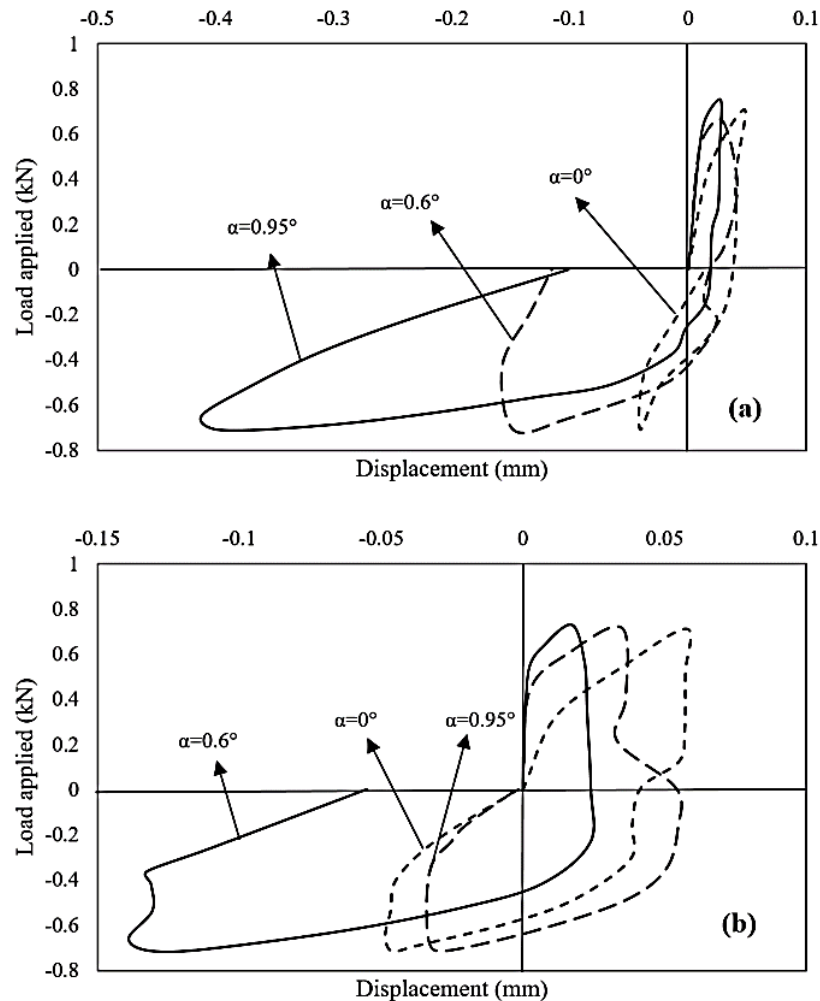 -0.5 -0.4 -0.3 -0.2 -0.1 0 0.1
1
0.8
0.6
0.4
α=0°
α=0.6°
0.2
α=0.95°
0
-0.2
-0.4
-0.6
(a)
-0.8
Load applied (kN)
Displacement (mm)
-0.15 -0.1 -0.05 0 0.05 0.1
1
0.8
0.6
0.4
α=0° α=0.95°
0.2
α=0.6°
0
-0.2
-0.4
-0.6
(b)
-0.8
Load applied (kN)
Displacement (mm)